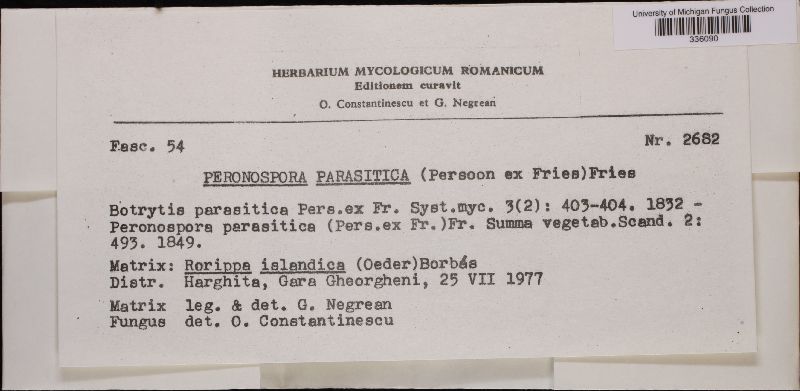 University of Michigan Fungus Collection
336090
HERBARIUM MYCOLOGICUM ROMANICUM
Editionem curavit
O. Constantinescu et G. Negrean
Fasc. 54
Nr. 2682
PERONOSPORA PARASITICA (Persoon ex Fries)Fries
Botrytis parasitica Pers.ex Fr. Syst.myc. 3(2): 403-404. 1832 -
Peronospora parasitica (Pers.ex Fr.)Fr. Summa vegetab.Scand. 2:
493. 1849.
Matrix: Rorippa islandica (Oeder)Borbás
Distr. Harghita, Gara Gheorgheni, 25 VII 1977
Matrix leg. & det. G. Negrean
Fungus det. O. Constantinescu